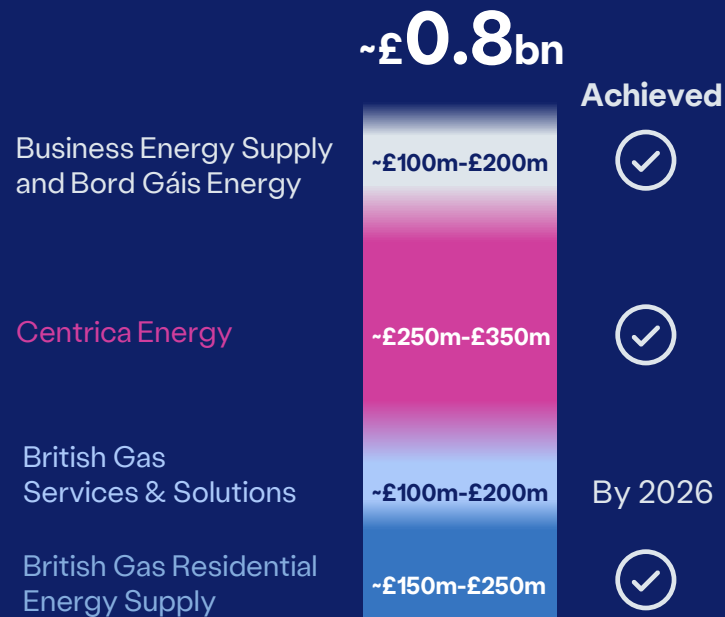 ~£0.8bn
Achieved
Business Energy Supply
and Bord Gáis Energy
~£100m-£200m
Centrica Energy
~£250m-£350m
British Gas
Services & Solutions
~£100m-£200m
By 2026
British Gas Residential
Energy Supply
~£150m-£250m